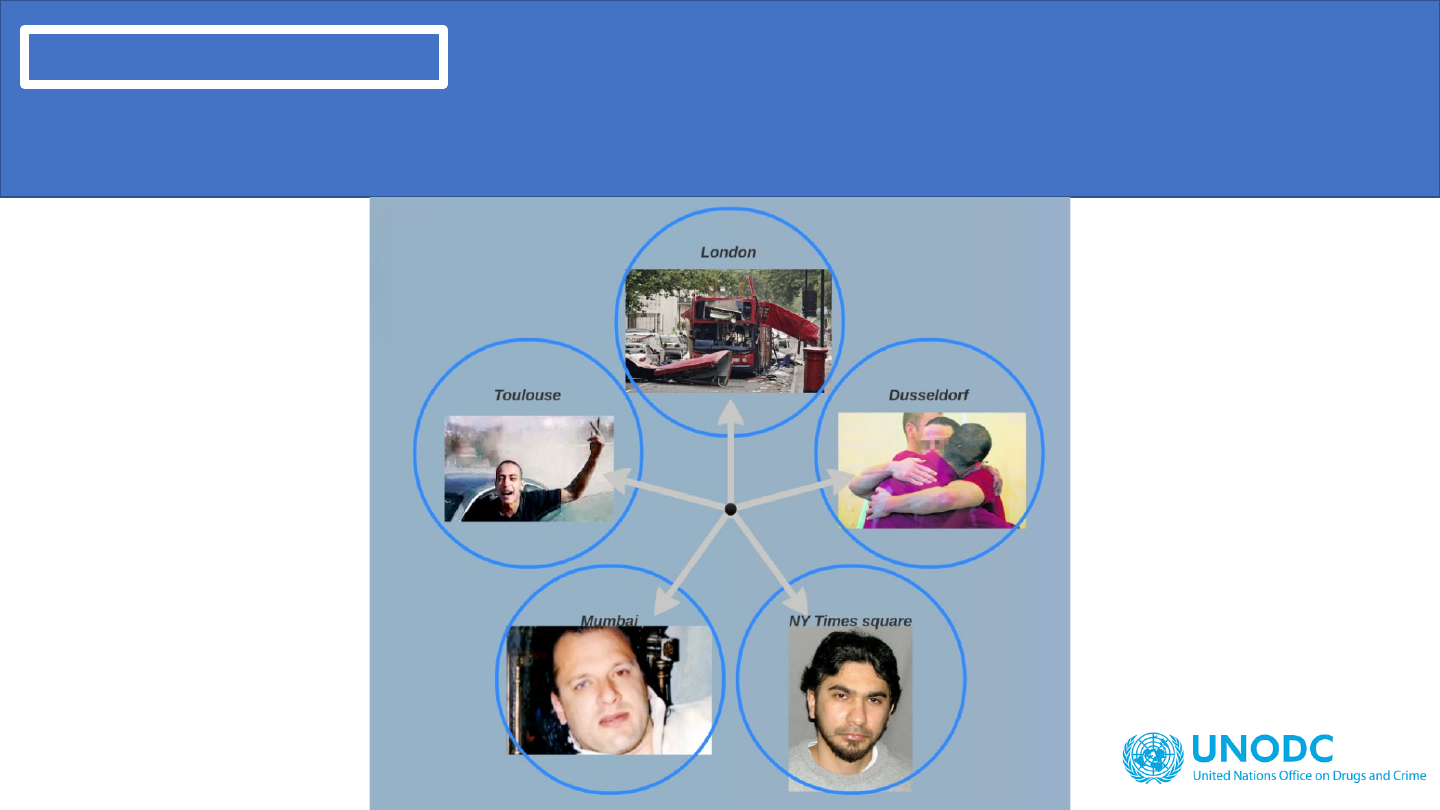 London
Toulouse
Dusseldorf
Mumbai
NY Times square
UNODC
United Nations Office on Drugs and Crime